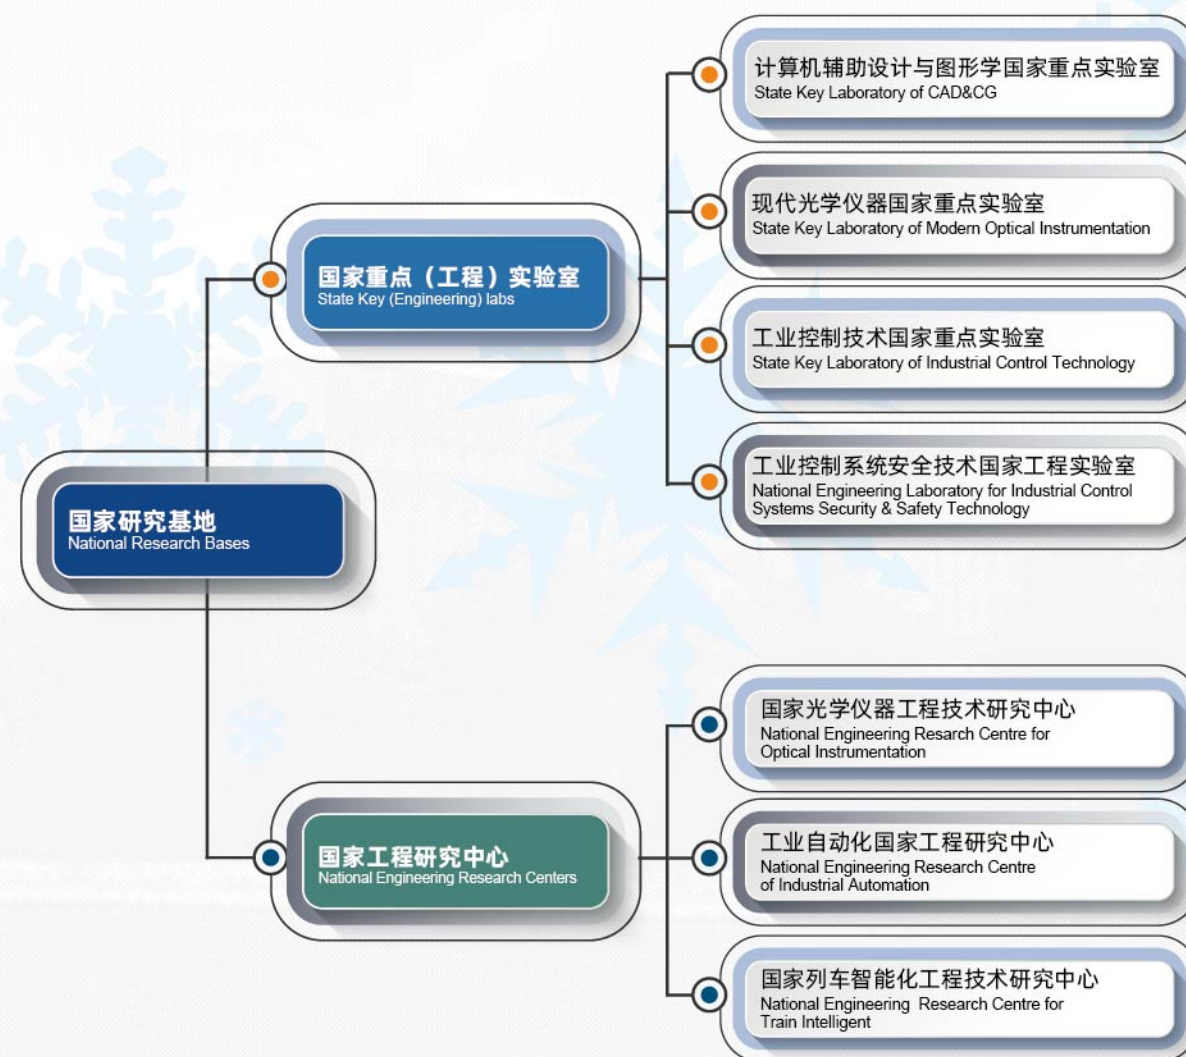 国家研究基地
National Research Bases
国家重点（工程）实验室
State Key (Engineering) labs
计算机辅助设计与图形学国家重点实验室
State Key Laboratory of CAD&CG
现代光学仪器国家重点实验室
State Key Laboratory of Modern Optical Instrumentation
工业控制技术国家重点实验室
State Key Laboratory of Industrial Control Technology
工业控制系统安全技术国家工程实验室
National Engineering Laboratory for Industrial Control
Systems Security & Safety Technology
国家工程研究中心
National Engineering Research Centers
国家光学仪器工程技术研究中心
National Engineering Resarch Centre for
Optical Instrumentation
工业自动化国家工程研究中心
National Engineering Research Centre
of Industrial Automation
国家列车智能化工程技术研究中心
National Engineering Research Centre for
Train Intelligent